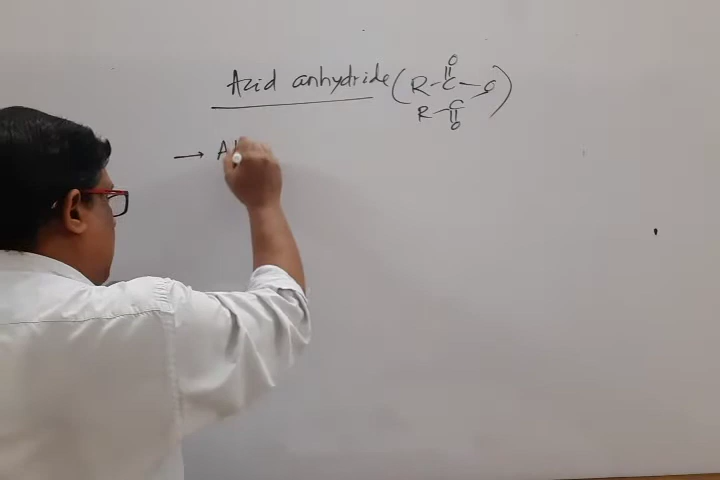 Acid anhydride (R-C(=O)-O
R-C=O)
→ A